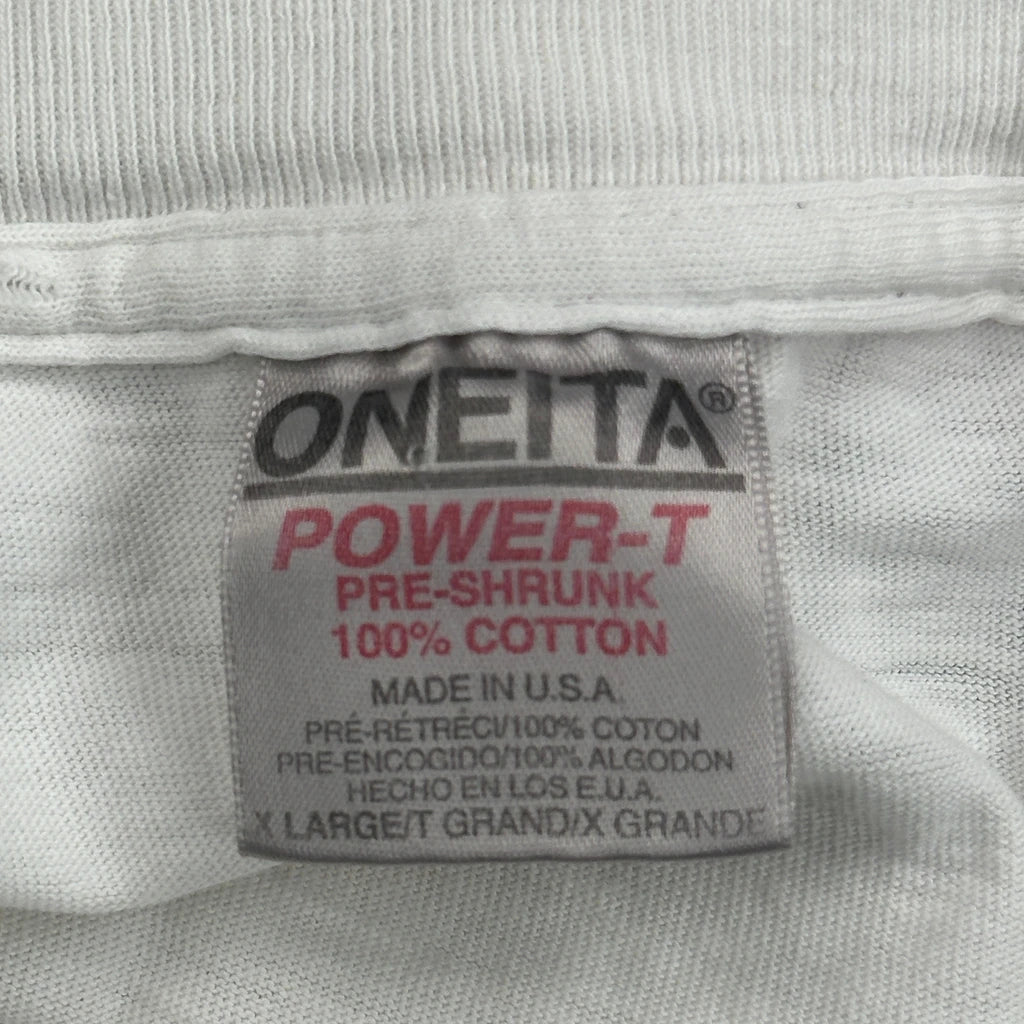 ONEITA®
POWER-T
PRE-SHRUNK
100% COTTON
MADE IN U.S.A.
PRÉ-RÉTRÉCI/100% COTON
PRE-ENCOGIDO/100% ALGODON
HECHO EN LOS E.U.A.
X LARGE/T GRAND/X GRANDE